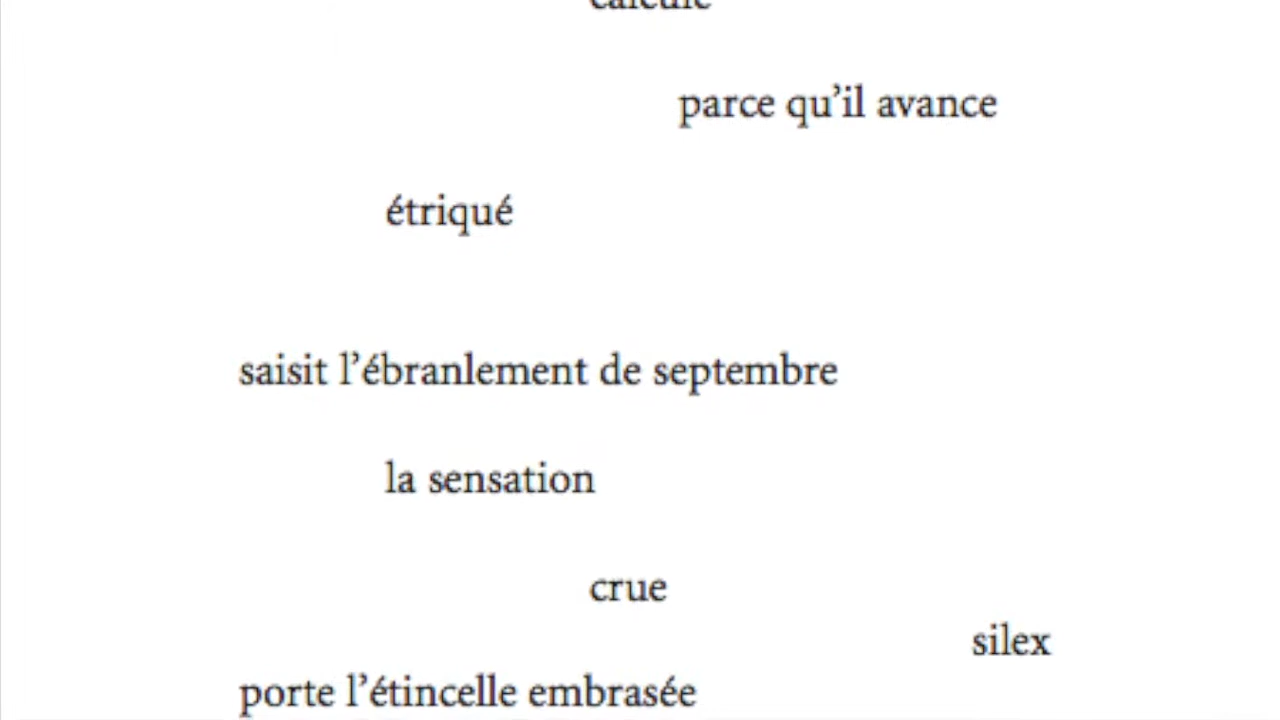 parce qu’il avance
étriqué
saisit l’ébranlement de septembre
la sensation
crue
silex
porte l’étincelle embrasée